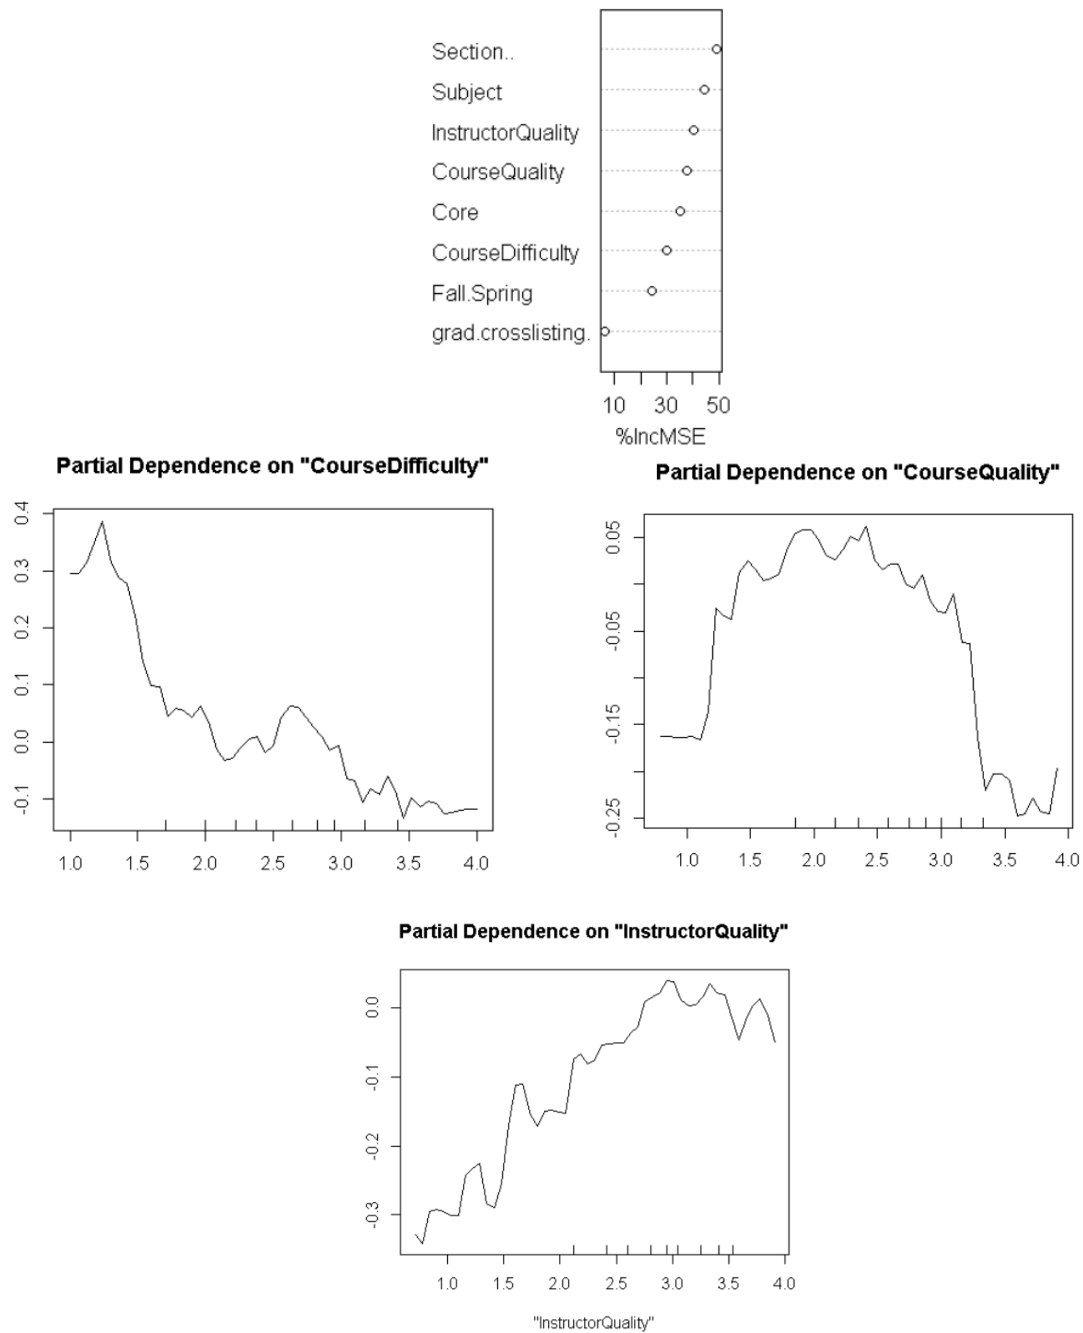 Section..
Subject
InstructorQuality
CourseQuality
Core
CourseDifficulty
Fall.Spring
grad.crosslisting.
10 30 50
%IncMSE
Partial Dependence on "CourseDifficulty"
0.4
0.3
0.2
0.1
0.0
-0.1
1.0 1.5 2.0 2.5 3.0 3.5 4.0
Partial Dependence on "CourseQuality"
0.05
-0.05
-0.15
-0.25
1.0 1.5 2.0 2.5 3.0 3.5 4.0
Partial Dependence on "InstructorQuality"
0.0
-0.1
-0.2
-0.3
1.0 1.5 2.0 2.5 3.0 3.5 4.0
"InstructorQuality"